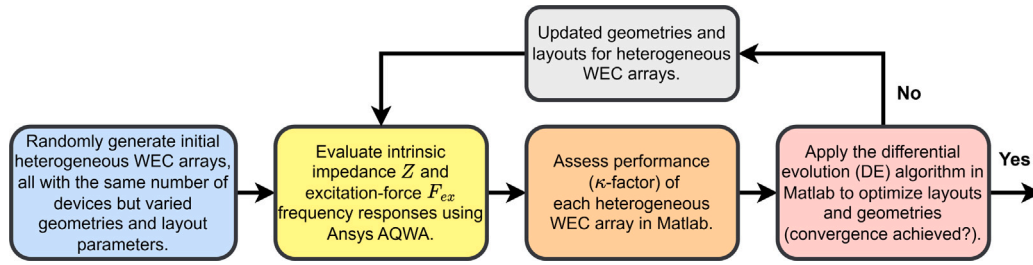 Updated geometries and
layouts for heterogeneous
WEC arrays.
No
Randomly generate initial
heterogeneous WEC arrays,
all with the same number of
devices but varied
geometries and layout
parameters.
Evaluate intrinsic
impedance Z and
excitation-force F_{ex}
frequency responses using
Ansys AQWA.
Assess performance
(κ-factor) of
each heterogeneous
WEC array in Matlab.
Apply the differential
evolution (DE) algorithm in
Matlab to optimize layouts
and geometries
(convergence achieved?).
Yes